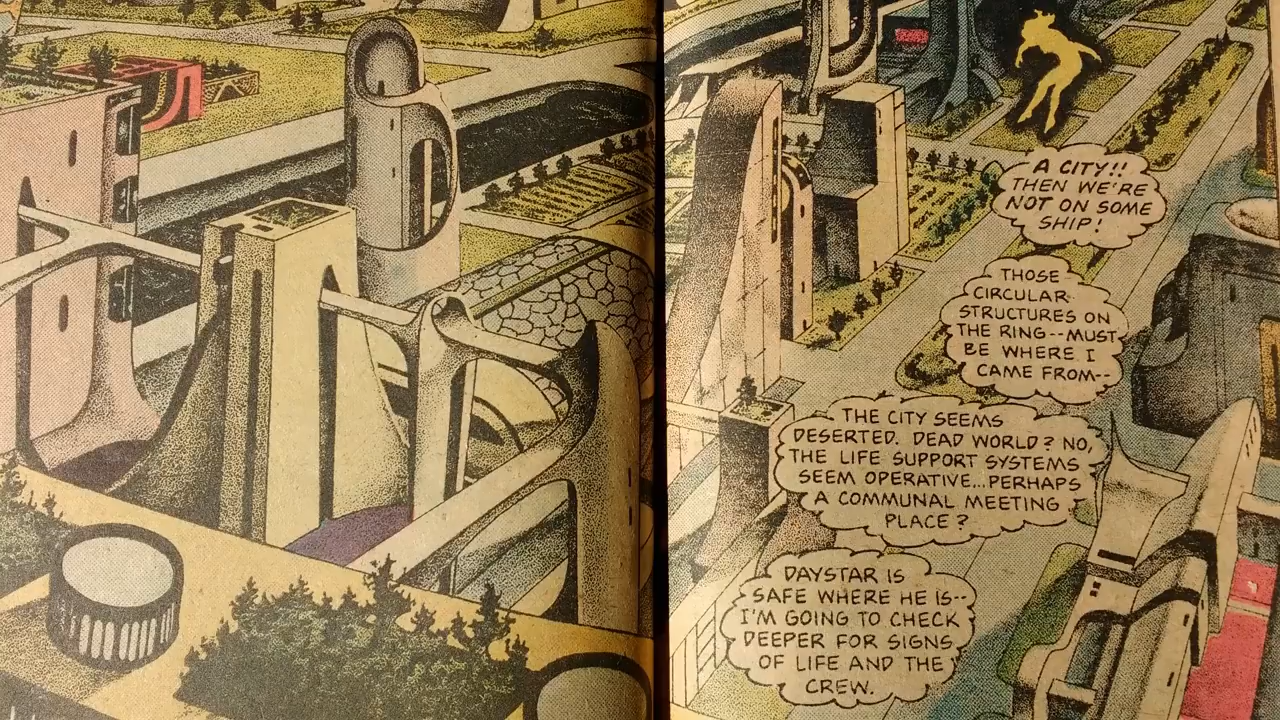 A CITY!!
THEN WE'RE
NOT ON SOME
SHIP!
THOSE
CIRCULAR
STRUCTURES ON
THE RING--MUST
BE WHERE I
CAME FROM--
THE CITY SEEMS
DESERTED. DEAD WORLD? NO,
THE LIFE SUPPORT SYSTEMS
SEEM OPERATIVE...PERHAPS
A COMMUNAL MEETING
PLACE?
DAYSTAR IS
SAFE WHERE HE IS--
I'M GOING TO CHECK
DEEPER FOR SIGNS
OF LIFE AND THE
CREW.